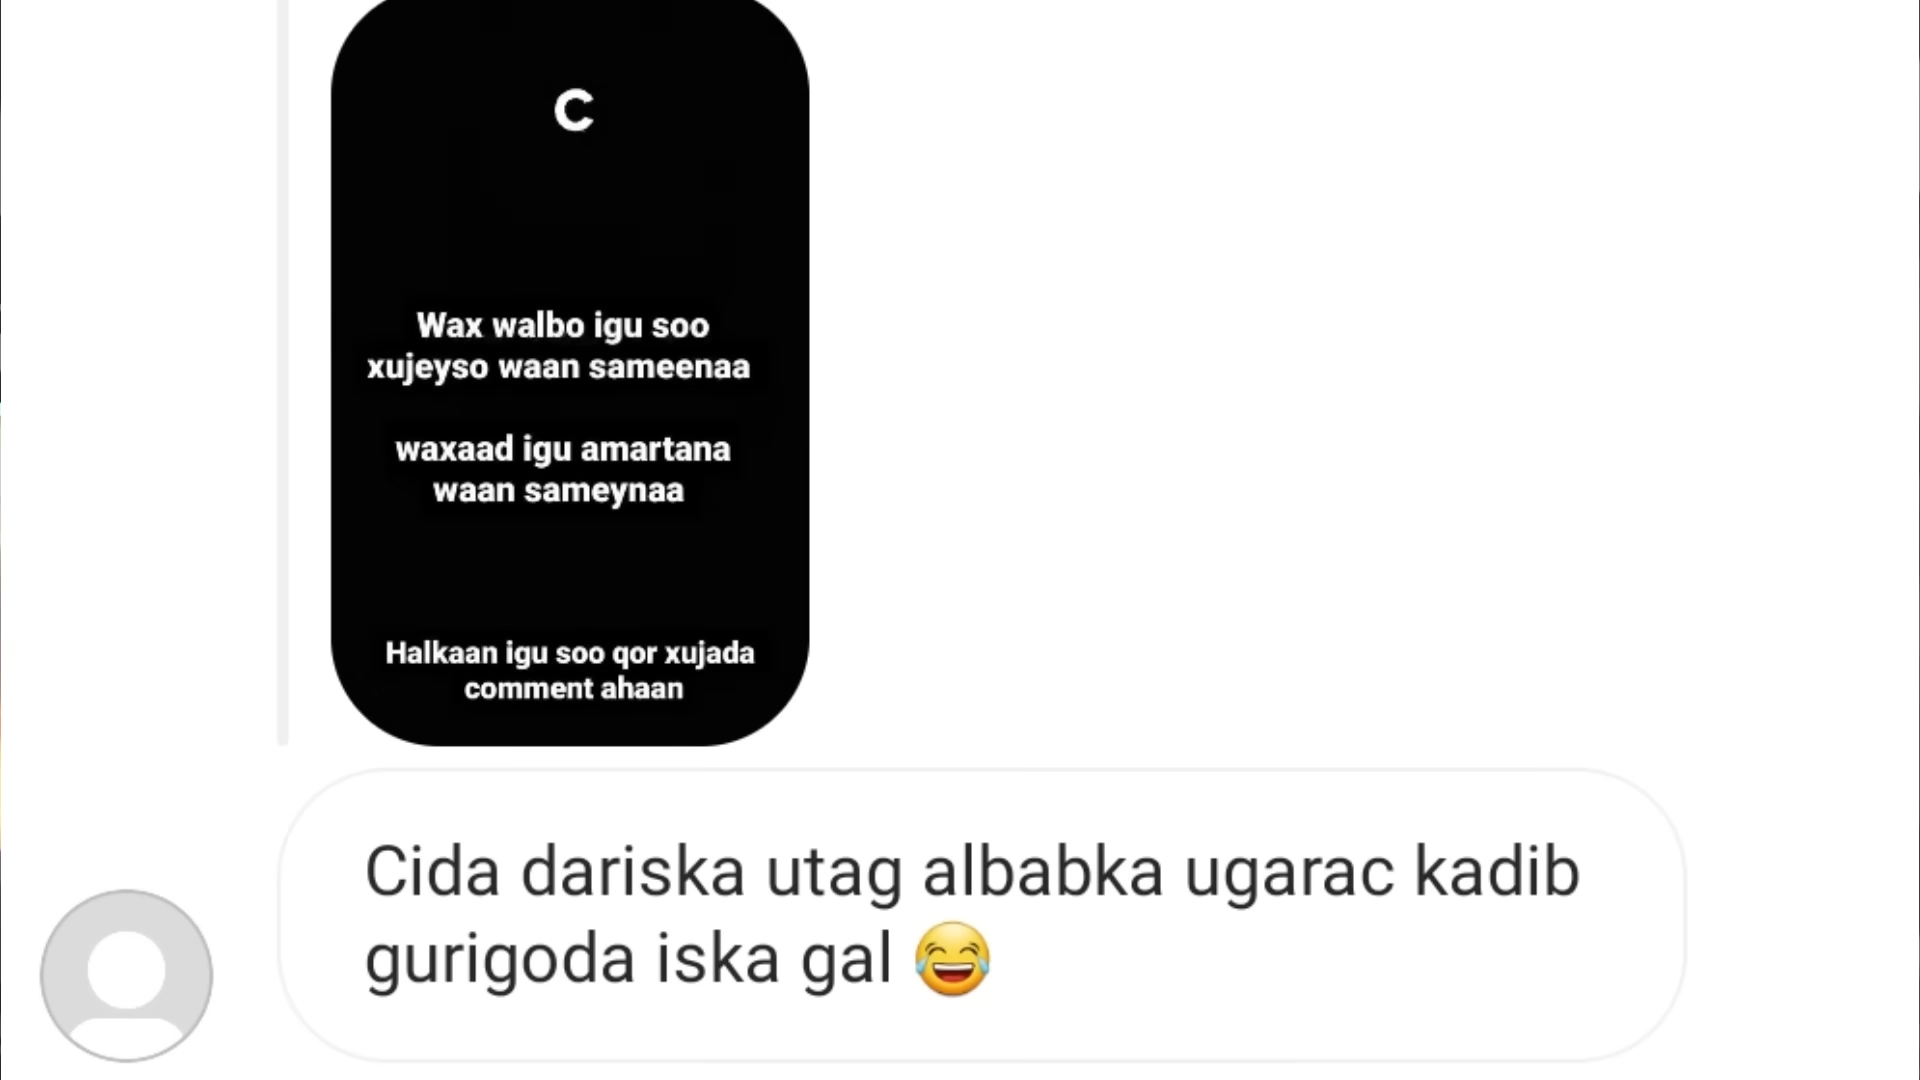 C
Wax walbo igu soo
xujeyso waan sameenaa
waxaad igu amartana
waan sameynaa
Halkaan igu soo qor xujada
comment ahaan
Cida dariska utag albabka ugarac kadib
gurigoda iska gal 😂